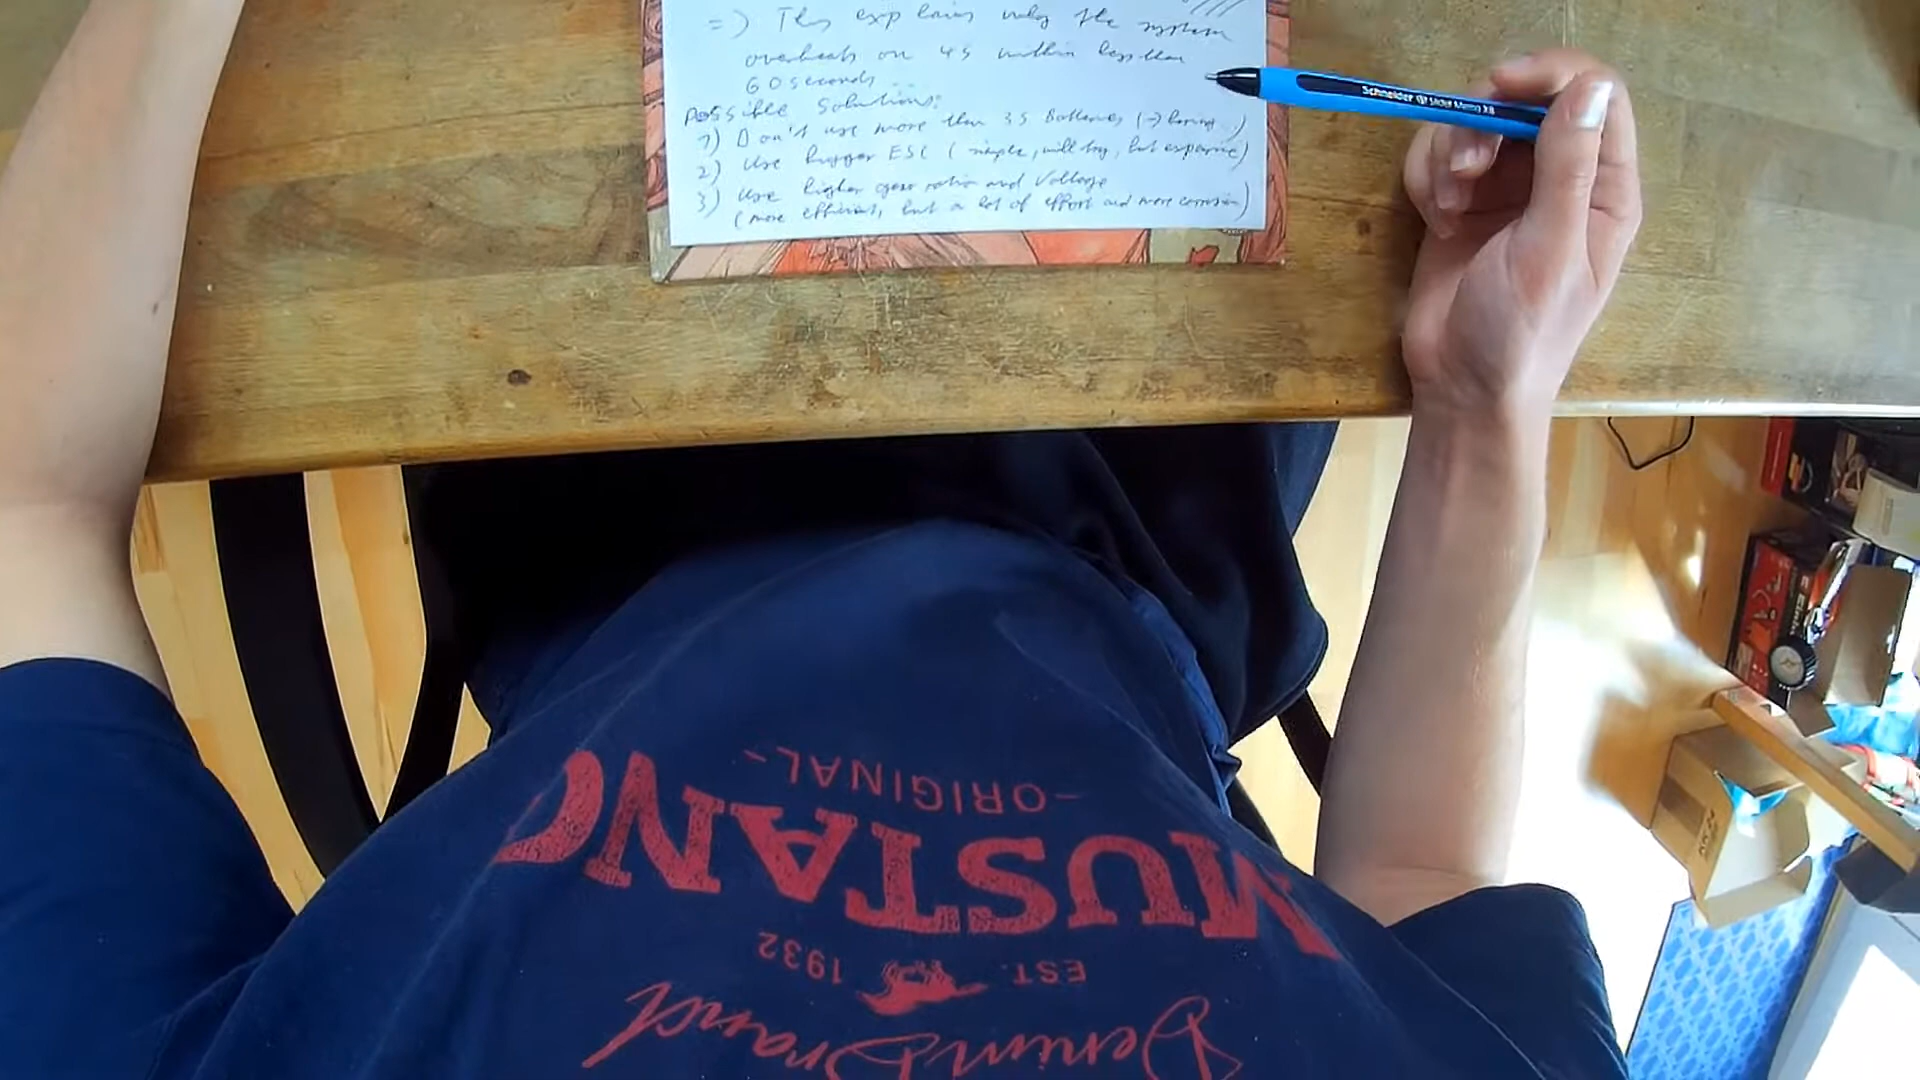 =) This explains why the system
overheats on 4S within less than
60 seconds
Possible Solutions:
1) Don't use more than 3S Batteries (-> boring..)
2) Use bigger ESC (simple, will try, but expensive)
3) Use higher gear ratio and Voltage
(more efficient, but a lot of effort and more corrosion)
Schneider Slider Memo XB
-ORIGINAL-
MUSTANG
EST. 1932
Denim Brand